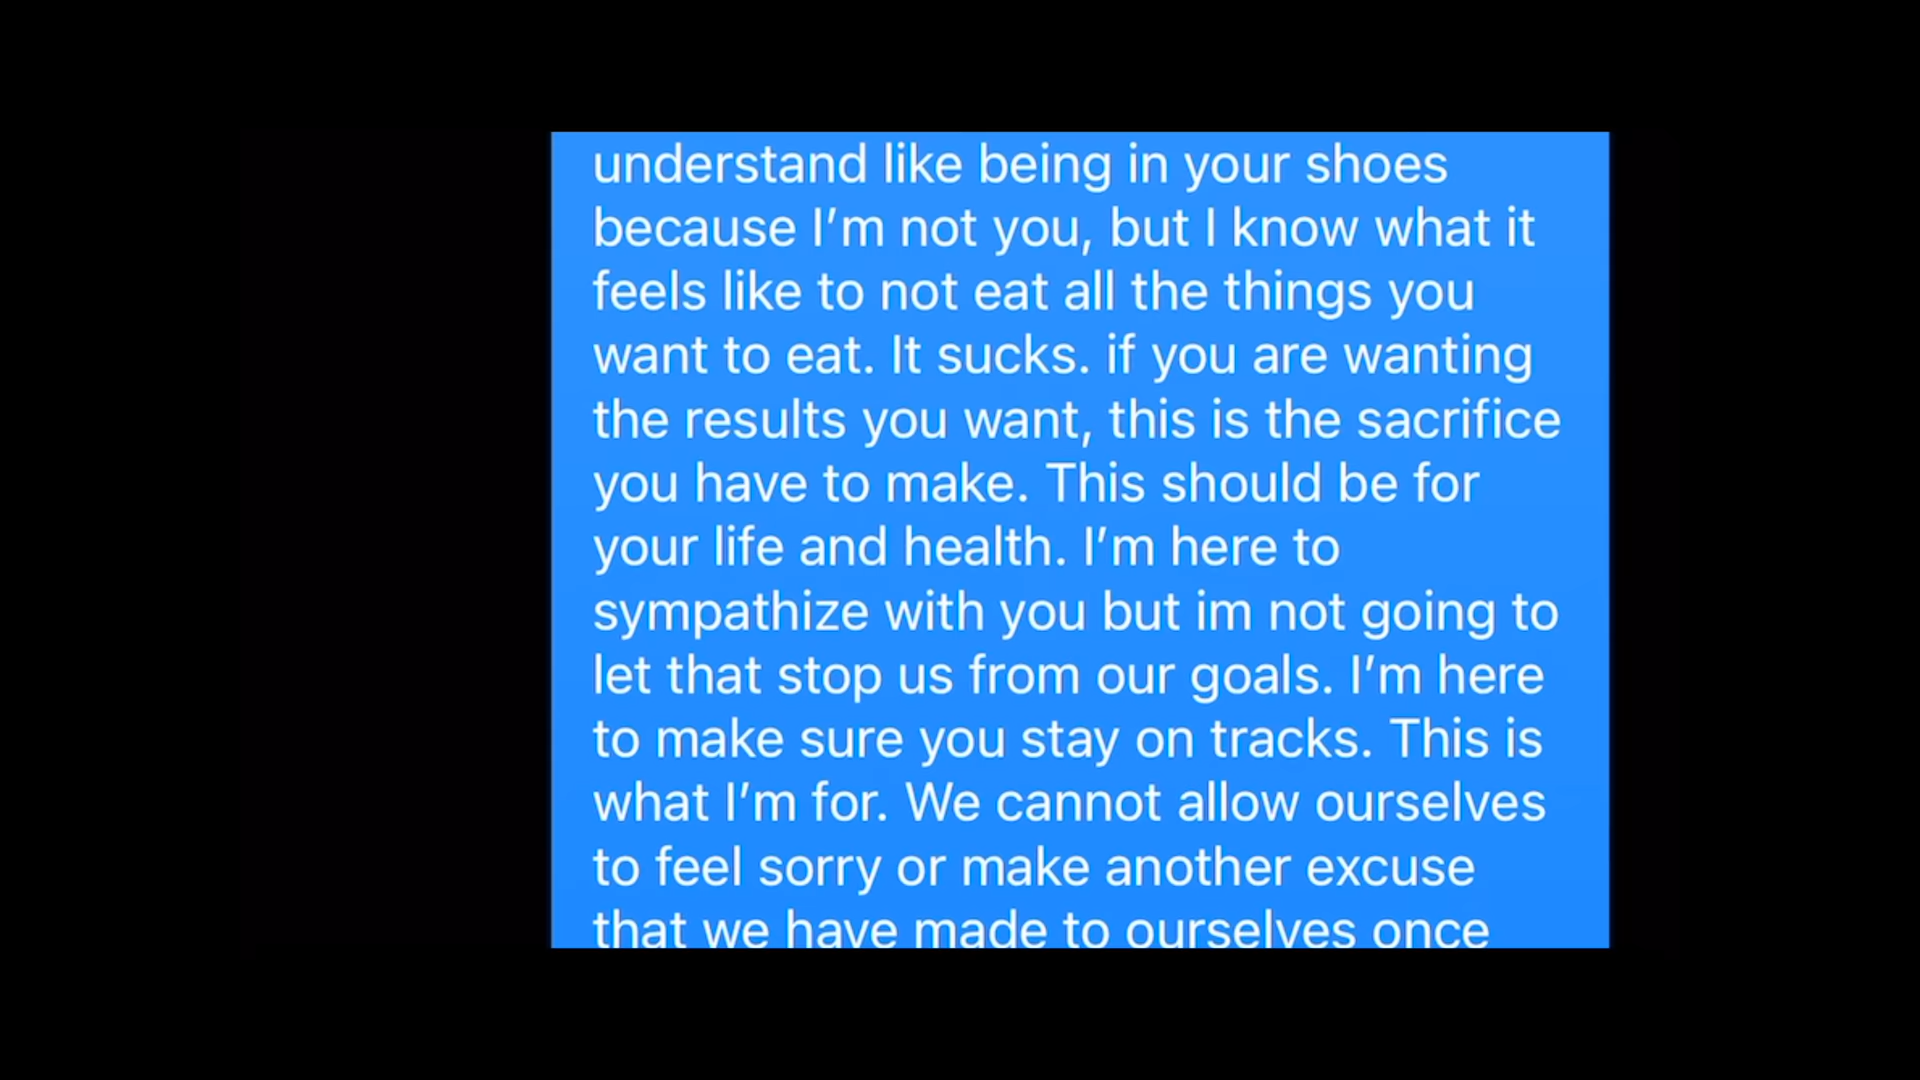 understand like being in your shoes
because I’m not you, but I know what it
feels like to not eat all the things you
want to eat. It sucks. if you are wanting
the results you want, this is the sacrifice
you have to make. This should be for
your life and health. I’m here to
sympathize with you but im not going to
let that stop us from our goals. I’m here
to make sure you stay on tracks. This is
what I’m for. We cannot allow ourselves
to feel sorry or make another excuse
that we have made to ourselves once